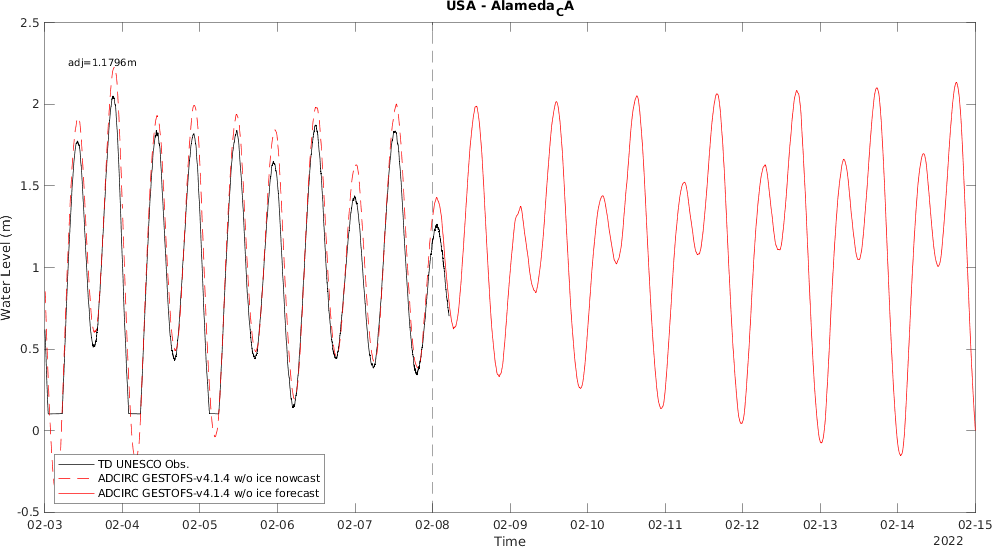 USA - Alameda_CA
adj=1.1796m
2.5
2
1.5
1
0.5
0
-0.5
Water Level (m)
TD UNESCO Obs.
ADCIRC GESTOFS-v4.1.4 w/o ice nowcast
ADCIRC GESTOFS-v4.1.4 w/o ice forecast
02-03 02-04 02-05 02-06 02-07 02-08 02-09 02-10 02-11 02-12 02-13 02-14 02-15
Time
2022